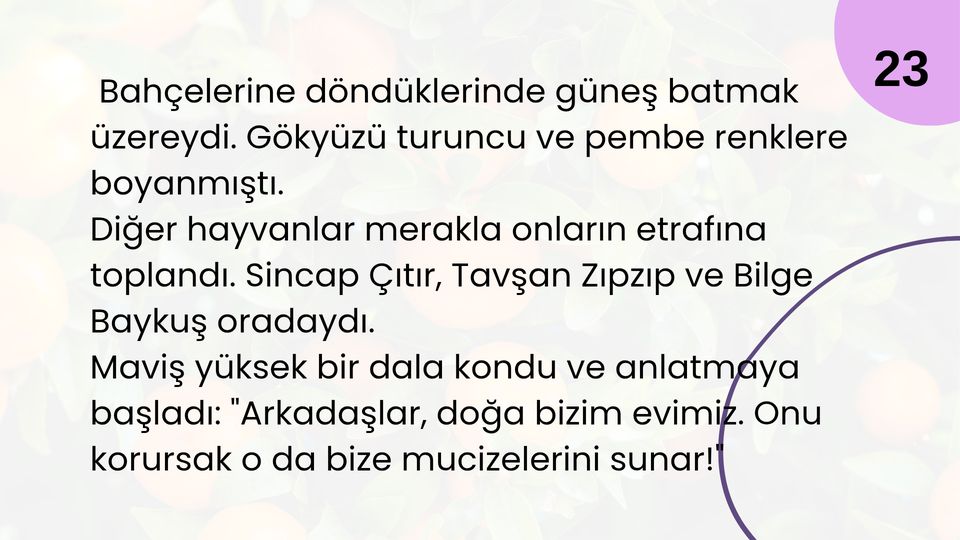 23
Bahçelerine döndüklerinde güneş batmak
üzereydi. Gökyüzü turuncu ve pembe renklere
boyanmıştı.
Diğer hayvanlar merakla onların etrafına
toplandı. Sincap Çıtır, Tavşan Zıpzıp ve Bilge
Baykuş oradaydı.
Maviş yüksek bir dala kondu ve anlatmaya
başladı: "Arkadaşlar, doğa bizim evimiz. Onu
korursak o da bize mucizelerini sunar!"